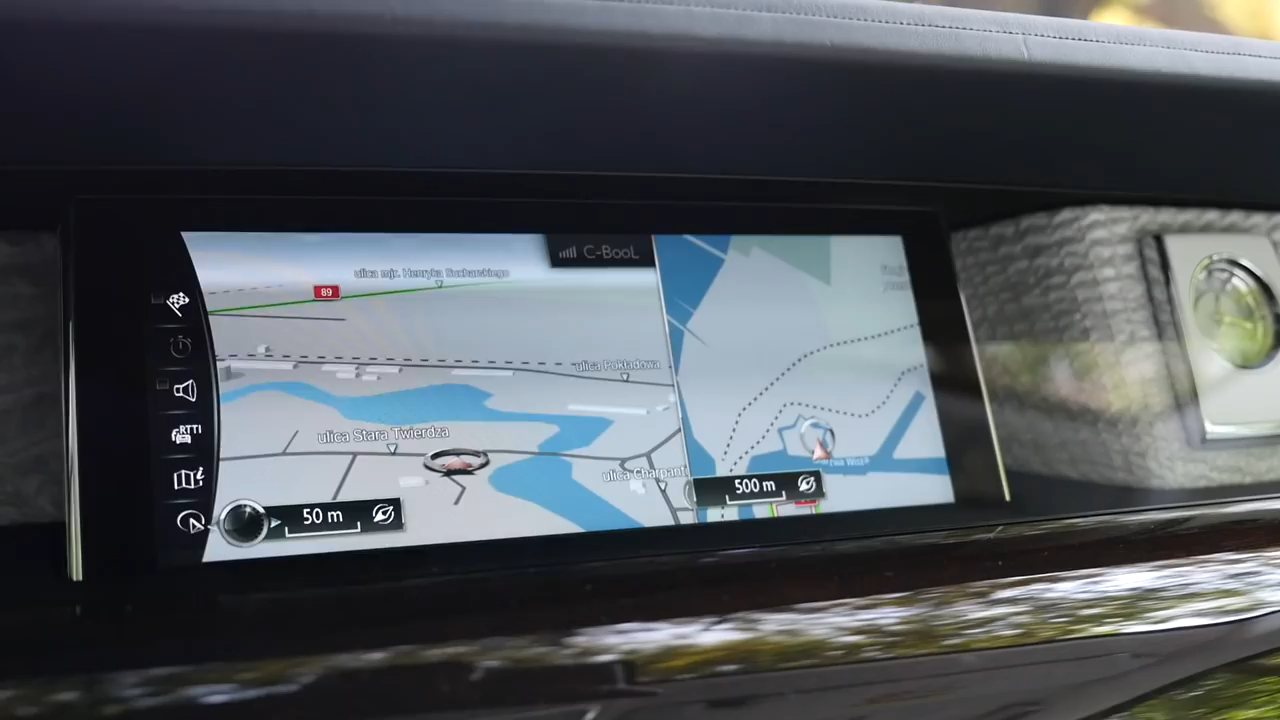 C-BooL
ulica mjr. Henryka Sucharskiego
89
ulica Pokładowa
RTTI
ulica Stara Twierdza
ulica Charpant
500 m
50 m